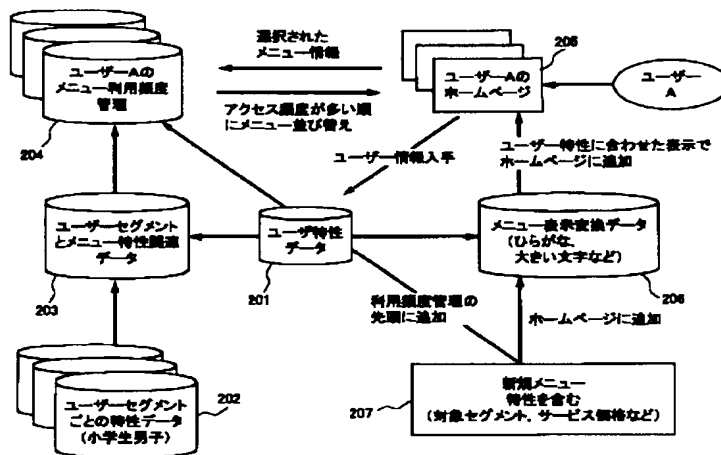 選択された
メニュー情報
205
ユーザーAの
メニュー利用頻度
管理
ユーザーAの
ホームページ
ユーザー
A
アクセス頻度が多い順
にメニュー並び替え
204
ユーザー情報入手
ユーザー特性に合わせた表示で
ホームページに追加
ユーザーセグメント
とメニュー特性関連
データ
ユーザ特性
データ
メニュー表示変換データ
(ひらがな、
大きい文字など)
203
201
206
利用頻度管理の
先頭に追加
ホームページに追加
ユーザーセグメント
ごとの特性データ
(小学生男子)
202
新規メニュー
特性を含む
(対象セグメント、サービス価格など)
207